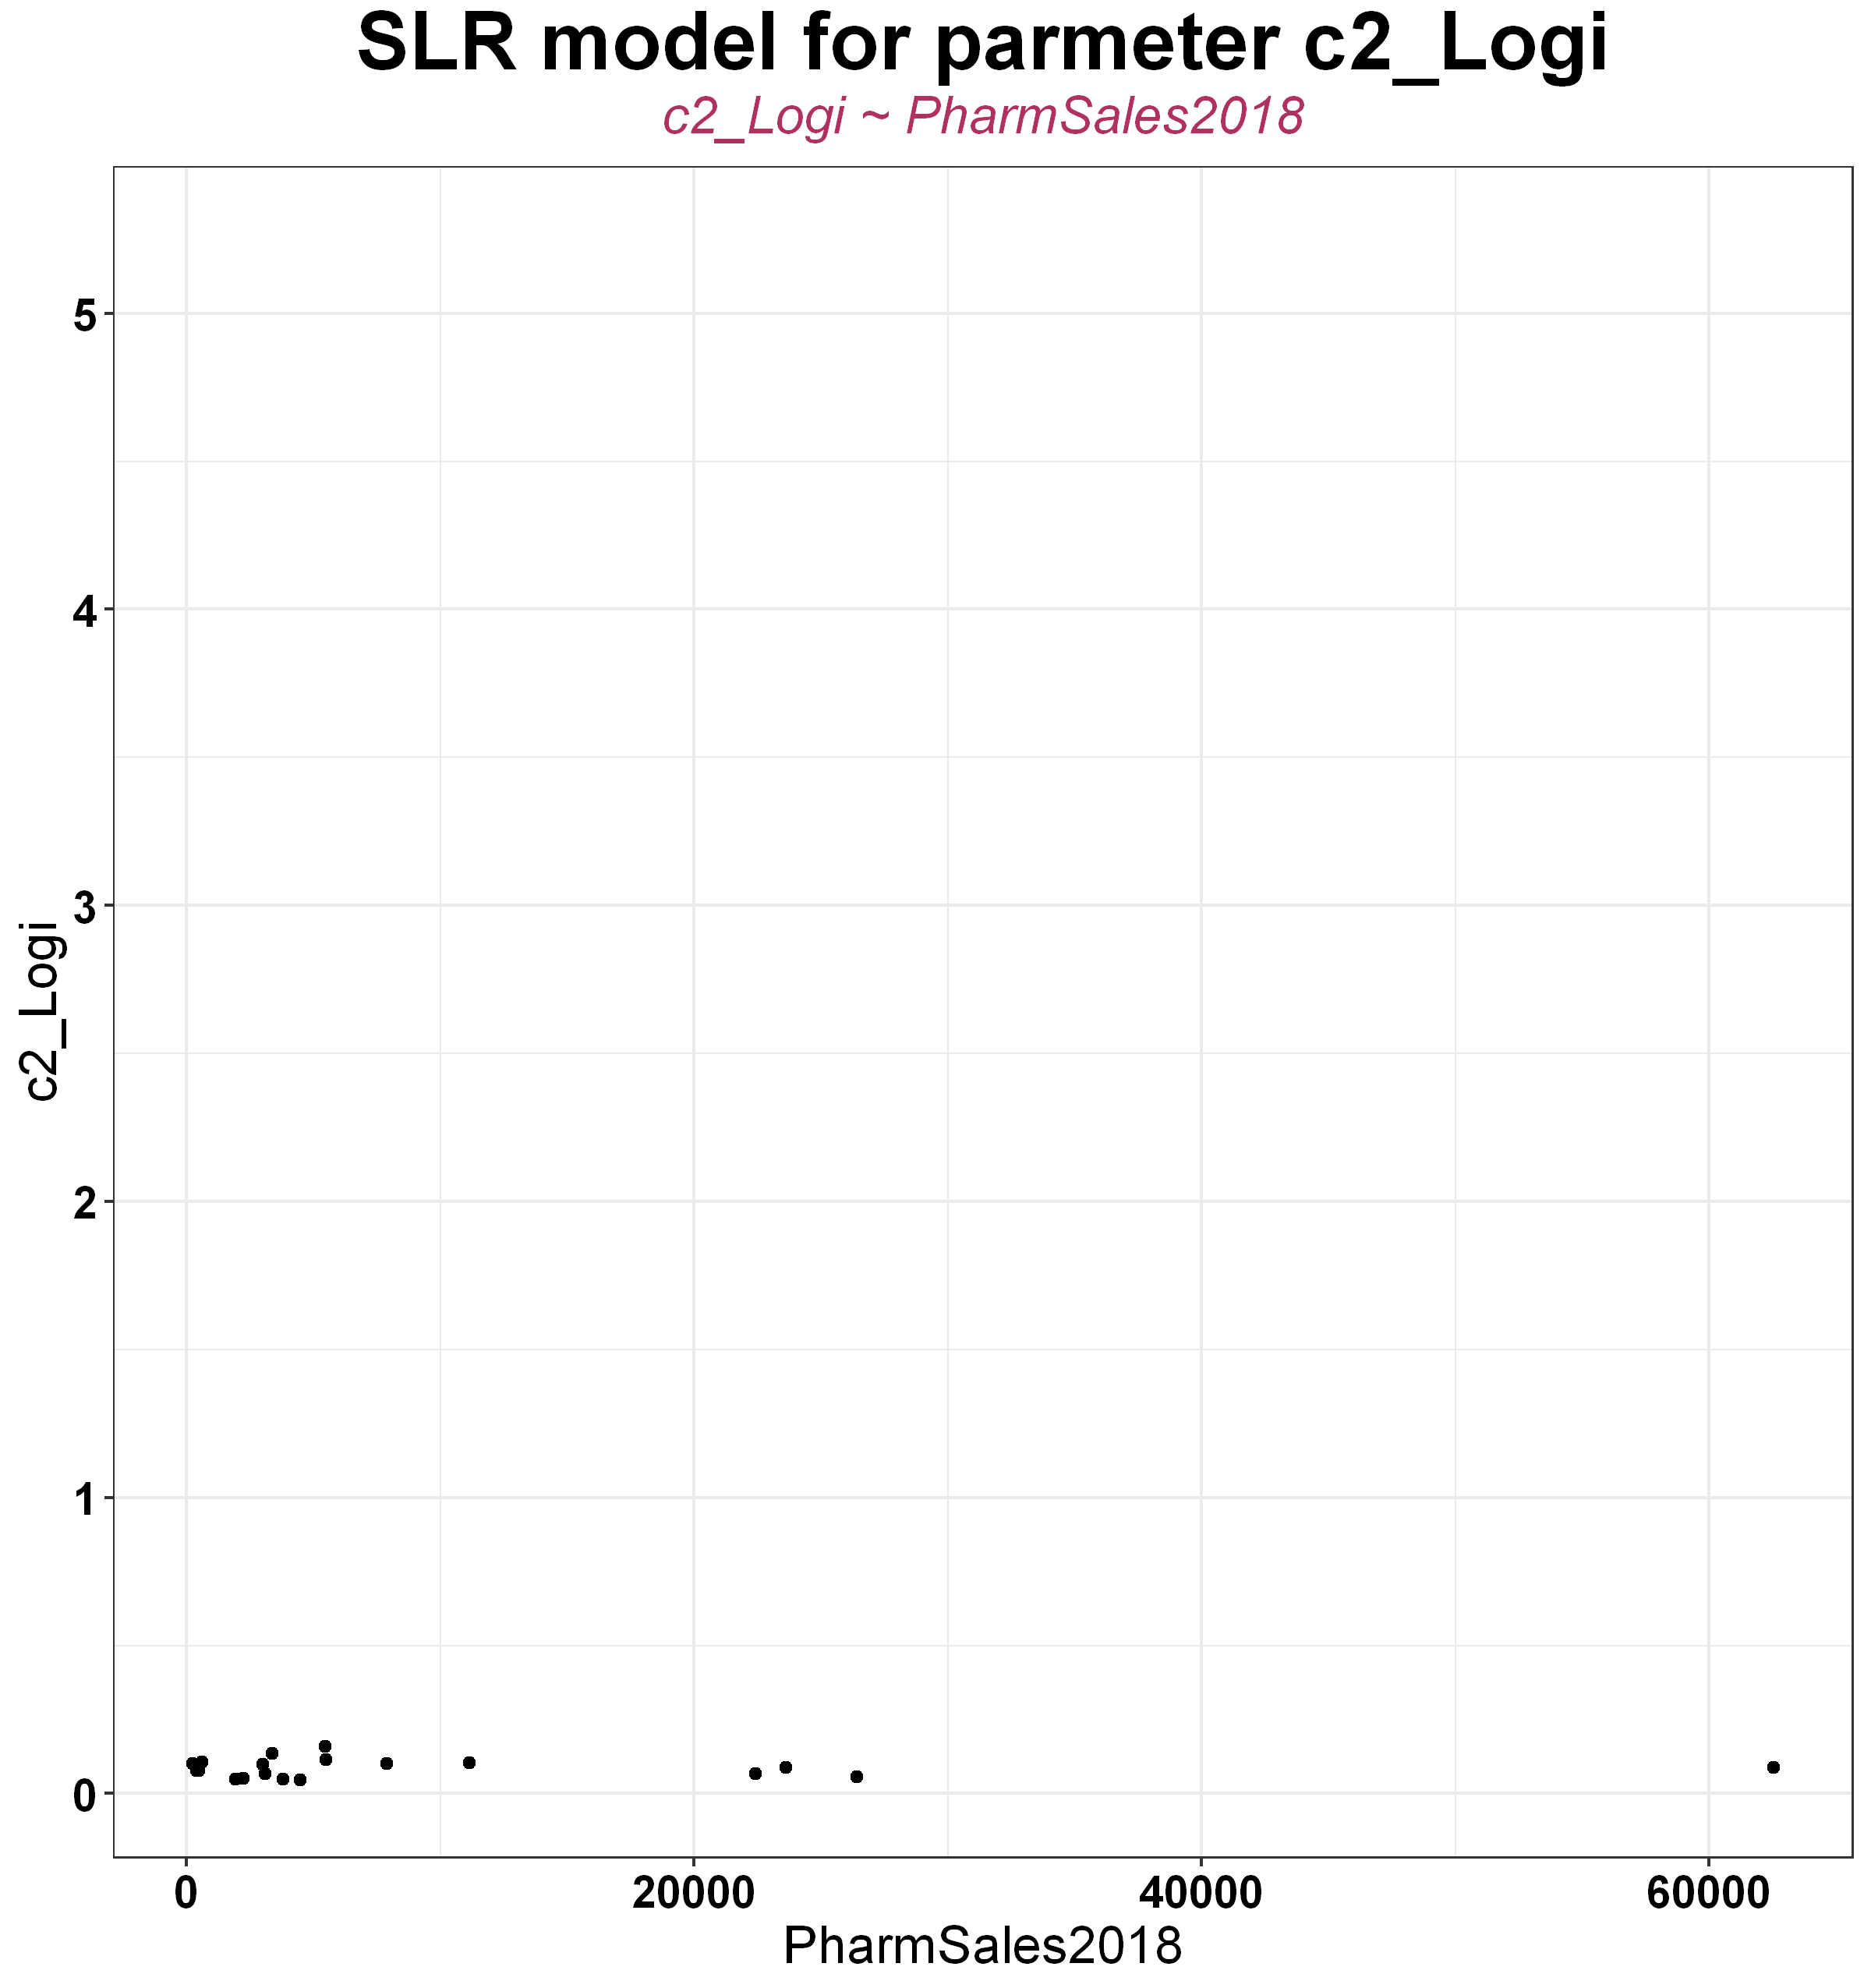 SLR model for parmeter c2_Logi
c2_Logi ~ PharmSales2018
5
4
3
2
1
0
c2_Logi
0 20000 40000 60000
PharmSales2018